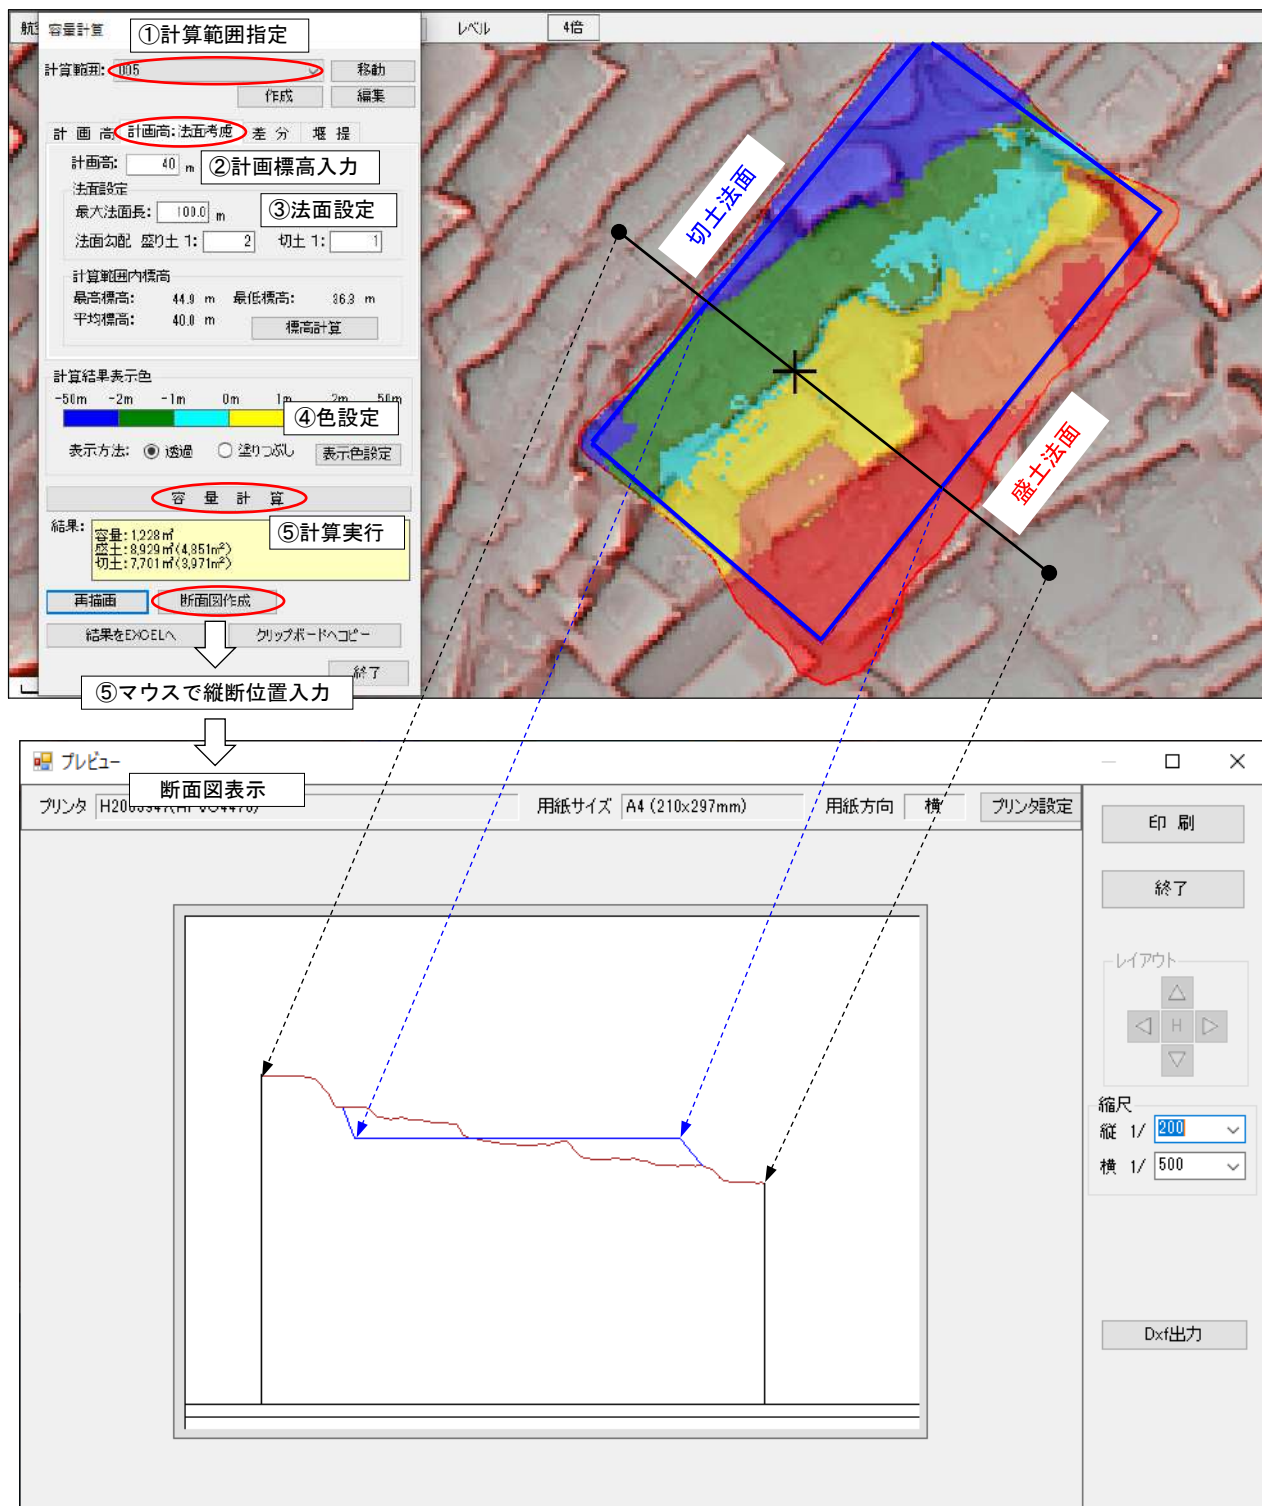 航
容量計算
①計算範囲指定
レベル
4倍
計算範囲:
005
移動
作成
編集
計 画 高
計画高:法面考慮
差 分
堰 提
計画高:
40 m
②計画標高入力
法面設定
最大法面長: 100.0 m
③法面設定
法面勾配 盛り土 1: 2 切土 1: 1
計算範囲内標高
最高標高: 44.9 m 最低標高: 36.3 m
平均標高: 40.0 m
標高計算
計算結果表示色
-50m -2m -1m 0m 1m 2m 50m
④色設定
表示方法: 透過 塗りつぶし
表示色設定
容 量 計 算
結果:
容量:1,228㎥
盛土:8,929㎥(4,851m²)
切土:7,701㎥(3,971m²)
⑤計算実行
再描画
断面図作成
結果をEXCELへ
クリップボードへコピー
終了
⑤マウスで縦断位置入力
切土法面
盛土法面
プレビュー
断面図表示
プリンタ
用紙サイズ A4 (210x297mm)
用紙方向 横
プリンタ設定
印 刷
終了
レイアウト
H
縮尺
縦 1/ 200
横 1/ 500
Dxf出力